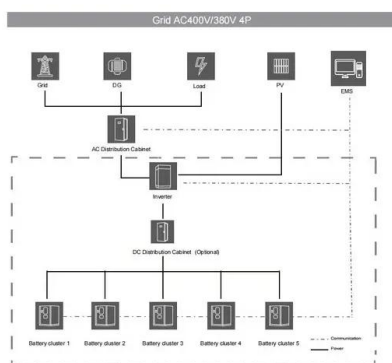 Grid AC400V/380V 4P
Grid
DG
Load
PV
EMS
AC Distribution Cabinet
Inverter
DC Distribution Cabinet (Optional)
Battery cluster 1
Battery cluster 2
Battery cluster 3
Battery cluster 4
Battery cluster 5
Communication
Power